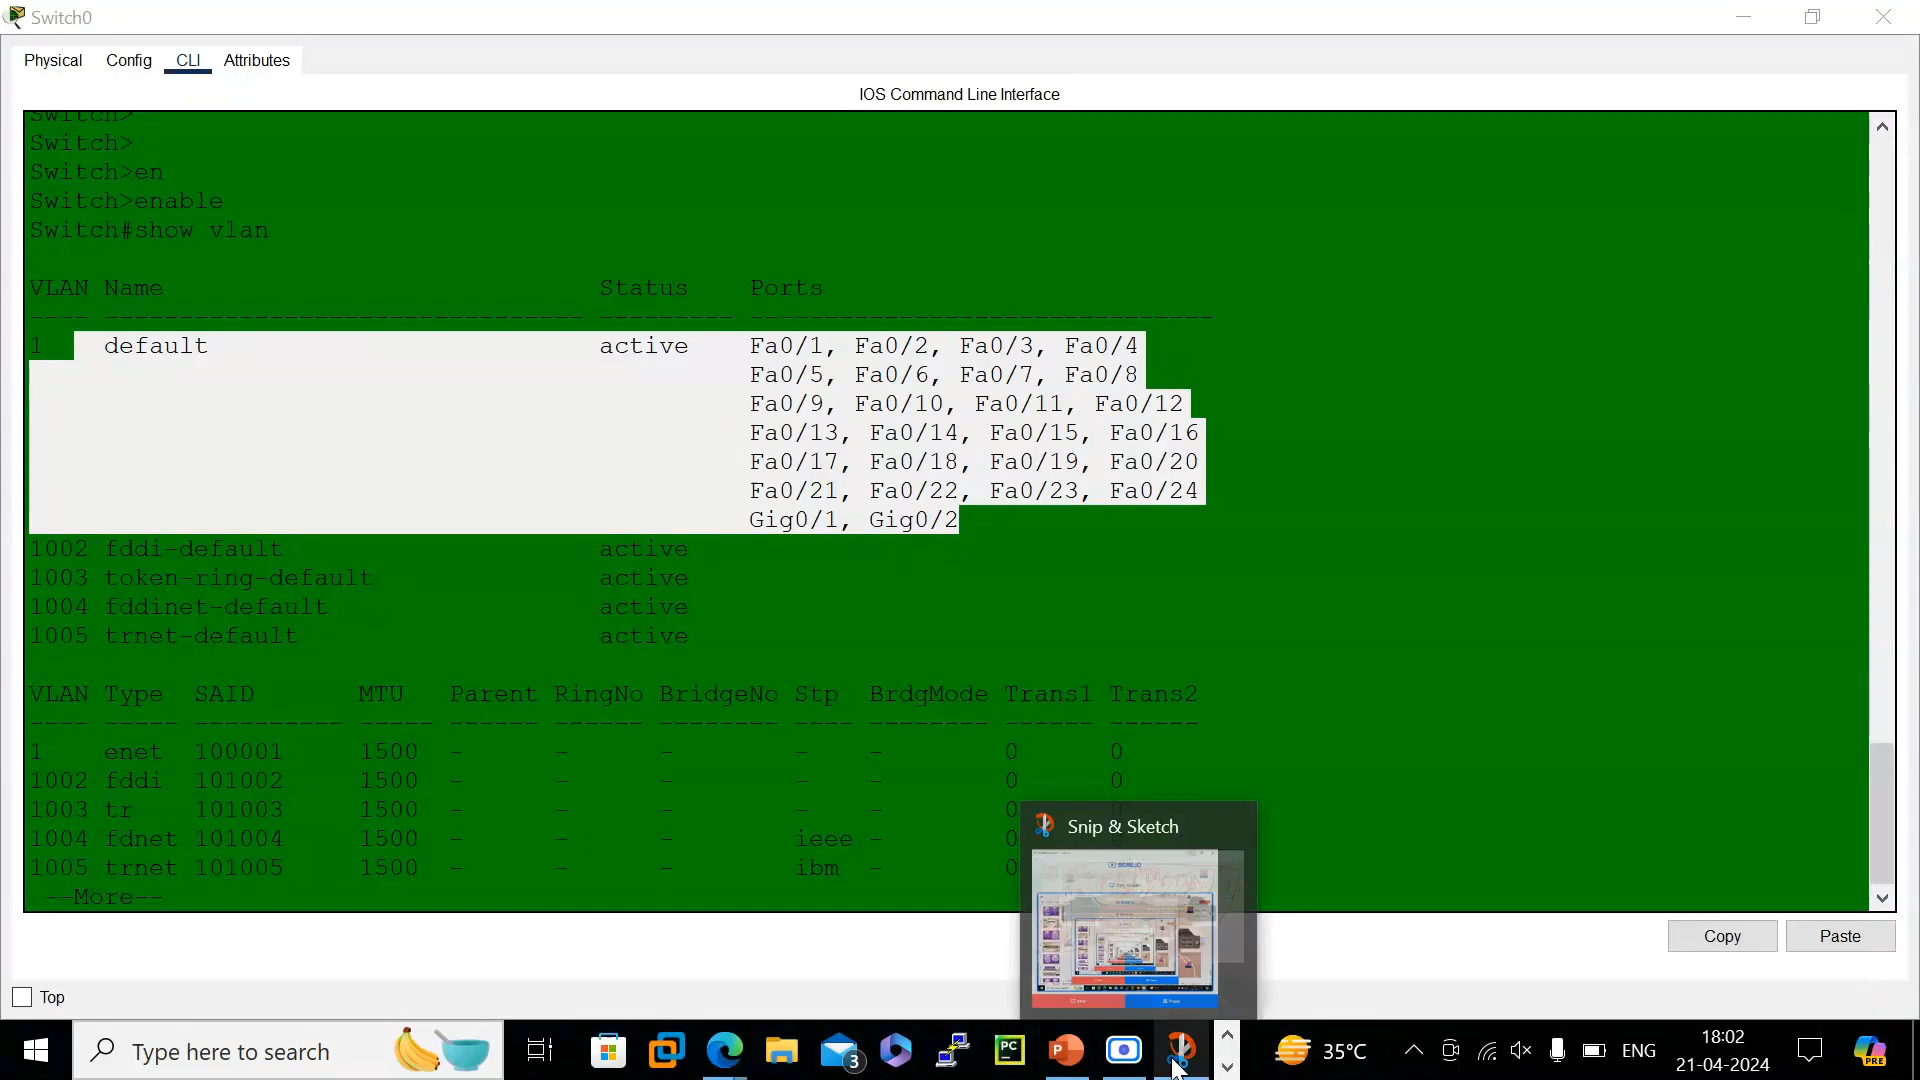 Switch0
Physical Config CLI Attributes
IOS Command Line Interface
Switch>
Switch>
Switch>en
Switch>enable
Switch#show vlan
VLAN Name Status Ports
---- -------------------------------- --------- -------------------------------
1 default active Fa0/1, Fa0/2, Fa0/3, Fa0/4
Fa0/5, Fa0/6, Fa0/7, Fa0/8
Fa0/9, Fa0/10, Fa0/11, Fa0/12
Fa0/13, Fa0/14, Fa0/15, Fa0/16
Fa0/17, Fa0/18, Fa0/19, Fa0/20
Fa0/21, Fa0/22, Fa0/23, Fa0/24
Gig0/1, Gig0/2
1002 fddi-default active
1003 token-ring-default active
1004 fddinet-default active
1005 trnet-default active
VLAN Type SAID MTU Parent RingNo BridgeNo Stp BrdgMode Trans1 Trans2
---- ----- ---------- ----- ------ ------ -------- ---- -------- ------ ------
1 enet 100001 1500 - - - - - 0 0
1002 fddi 101002 1500 - - - - - 0 0
1003 tr 101003 1500 - - - - - 0
1004 fdnet 101004 1500 - - - ieee - 0
1005 trnet 101005 1500 - - - ibm - 0
--More--
Snip & Sketch
Copy Paste
Top
Type here to search
3
PC
P
35°C
ENG
18:02
21-04-2024
PRE